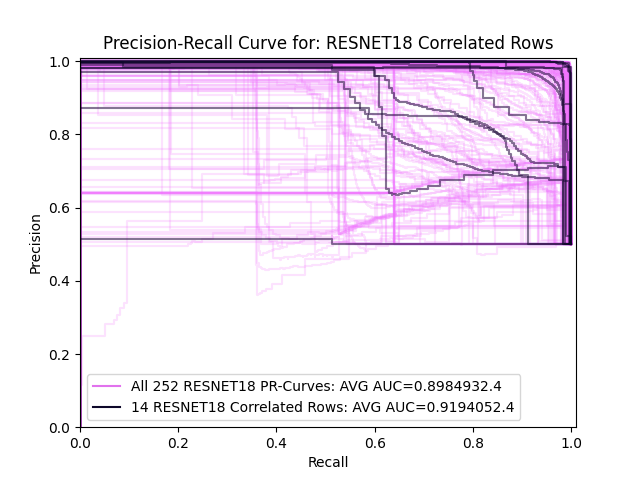 Precision-Recall Curve for: RESNET18 Correlated Rows
1.0
0.8
0.6
0.4
0.2
0.0
Precision
All 252 RESNET18 PR-Curves: AVG AUC=0.8984932.4
14 RESNET18 Correlated Rows: AVG AUC=0.9194052.4
0.0 0.2 0.4 0.6 0.8 1.0
Recall